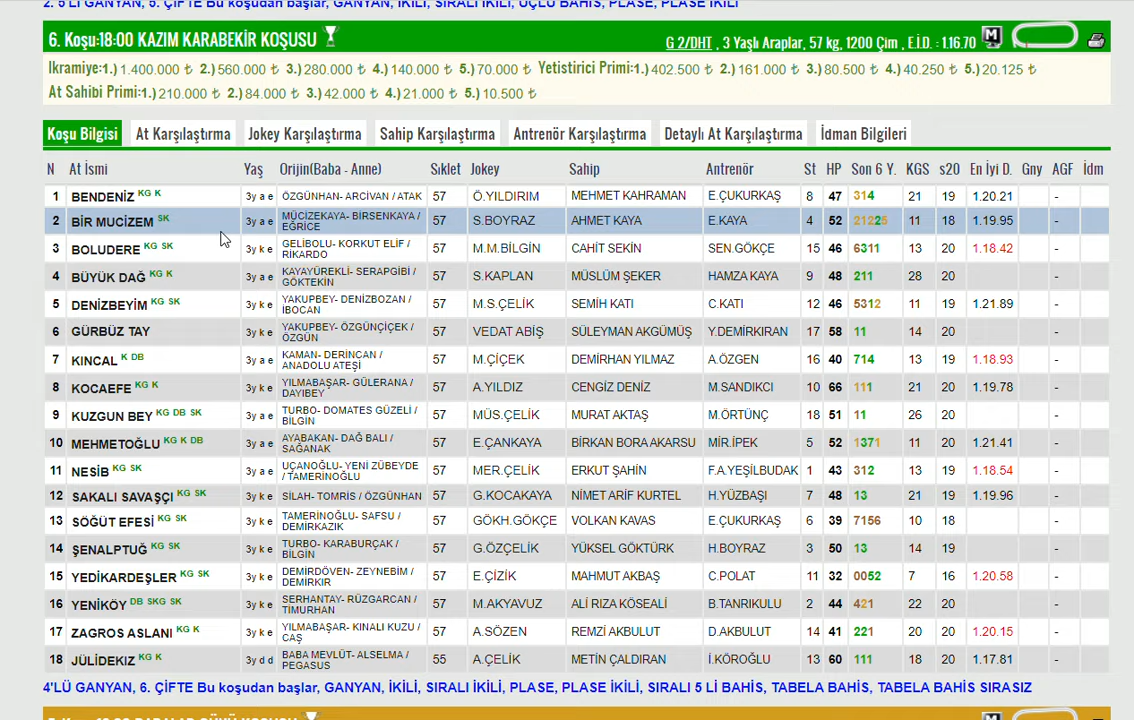 2. 5'Lİ GANYAN, 5. ÇİFTE Bu koşudan başlar, GANYAN, İKİLİ, SIRALI İKİLİ, ÜÇLÜ BAHİS, PLASE, PLASE İKİLİ
6. Koşu:18:00 KAZIM KARABEKİR KOŞUSU
G 2/DHT , 3 Yaşlı Araplar, 57 kg, 1200 Çim , E.İ.D. : 1.16.70
İkramiye:1.) 1.400.000 ₺ 2.) 560.000 ₺ 3.) 280.000 ₺ 4.) 140.000 ₺ 5.) 70.000 ₺ Yetistirici Primi:1.) 402.500 ₺ 2.) 161.000 ₺ 3.) 80.500 ₺ 4.) 40.250 ₺ 5.) 20.125 ₺
At Sahibi Primi:1.) 210.000 ₺ 2.) 84.000 ₺ 3.) 42.000 ₺ 4.) 21.000 ₺ 5.) 10.500 ₺
Koşu Bilgisi At Karşılaştırma Jokey Karşılaştırma Sahip Karşılaştırma Antrenör Karşılaştırma Detaylı At Karşılaştırma İdman Bilgileri
N At İsmi Yaş Orijin(Baba - Anne) Sıklet Jokey Sahip Antrenör St HP Son 6 Y. KGS s20 En İyi D. Gny AGF İdm
1 BENDENİZ KG K 3y a e ÖZGÜNHAN- ARCİVAN / ATAK 57 Ö.YILDIRIM MEHMET KAHRAMAN E.ÇUKURKAŞ 8 47 314 21 19 1.20.21 -
2 BİR MUCİZEM SK 3y a e MÜCİZEKAYA- BİRSENKAYA / EĞRİCE 57 S.BOYRAZ AHMET KAYA E.KAYA 4 52 21225 11 18 1.19.95 -
3 BOLUDERE KG SK 3y k e GELİBOLU- KORKUT ELİF / RİKARDO 57 M.M.BİLGİN CAHİT SEKİN SEN.GÖKÇE 15 46 6311 13 20 1.18.42 -
4 BÜYÜK DAĞ KG K 3y a e KAYAYÜREKLİ- SERAPGİBİ / GÖKTEKİN 57 S.KAPLAN MÜSLÜM ŞEKER HAMZA KAYA 9 48 211 28 20 -
5 DENİZBEYİM KG SK 3y k e YAKUPBEY- DENİZBOZAN / İBOCAN 57 M.S.ÇELİK SEMİH KATI C.KATI 12 46 5312 11 19 1.21.89 -
6 GÜRBÜZ TAY 3y k e YAKUPBEY- ÖZGÜNÇİÇEK / ÖZGÜN 57 VEDAT ABİŞ SÜLEYMAN AKGÜMÜŞ Y.DEMİRKIRAN 17 58 11 14 20 -
7 KINCAL K DB 3y a e KAMAN- DERİNCAN / ANADOLU ATEŞİ 57 M.ÇİÇEK DEMİRHAN YILMAZ A.ÖZGEN 16 40 714 13 19 1.18.93 -
8 KOCAEFE KG K 3y a e YILMABAŞAR- GÜLERANA / DAYIBEY 57 A.YILDIZ CENGİZ DENİZ M.SANDIKCI 10 66 111 21 20 1.19.78 -
9 KUZGUN BEY KG DB SK 3y a e TURBO- DOMATES GÜZELİ / BİLGİN 57 MÜS.ÇELİK MURAT AKTAŞ M.ÖRTÜNÇ 18 51 11 26 20 -
10 MEHMETOĞLU KG K DB 3y a e AYABAKAN- DAĞ BALI / SAĞANAK 57 E.ÇANKAYA BİRKAN BORA AKARSU MİR.İPEK 5 52 1371 11 20 1.21.41 -
11 NESİB KG SK 3y a e UÇANOĞLU- YENİ ZÜBEYDE / TAMERİNOĞLU 57 MER.ÇELİK ERKUT ŞAHİN F.A.YEŞİLBUDAK 1 43 312 13 19 1.18.54 -
12 SAKALI SAVAŞÇI KG SK 3y k e SİLAH- TOMRİS / ÖZGÜNHAN 57 G.KOCAKAYA NİMET ARİF KURTEL H.YÜZBAŞI 7 48 13 21 19 1.19.96 -
13 SÖĞÜT EFESİ KG SK 3y k e TAMERİNOĞLU- SAFSU / DEMİRKAZIK 57 GÖKH.GÖKÇE VOLKAN KAVAS E.ÇUKURKAŞ 6 39 7156 10 18 -
14 ŞENALPTUĞ KG SK 3y k e TURBO- KARABURÇAK / BİLGİN 57 G.ÖZÇELİK YÜKSEL GÖKTÜRK H.BOYRAZ 3 50 13 14 19 -
15 YEDİKARDEŞLER KG SK 3y k e DEMİRDÖVEN- ZEYNEBİM / DEMİRKIR 57 E.ÇİZİK MAHMUT AKBAŞ C.POLAT 11 32 0052 7 16 1.20.58 -
16 YENİKÖY DB SKG SK 3y k e SERHANTAY- RÜZGARCAN / TİMURHAN 57 M.AKYAVUZ ALİ RIZA KÖSEALİ B.TANRIKULU 2 44 421 22 20 -
17 ZAGROS ASLANI KG K 3y k e YILMABAŞAR- KINALI KUZU / CAŞ 57 A.SÖZEN REMZİ AKBULUT D.AKBULUT 14 41 221 20 20 1.20.15 -
18 JÜLİDEKIZ KG K 3y d d BABA MEVLÜT- ALSELMA / PEGASUS 55 A.ÇELİK METİN ÇALDIRAN İ.KÖROĞLU 13 60 111 18 20 1.17.81 -
4'LÜ GANYAN, 6. ÇİFTE Bu koşudan başlar, GANYAN, İKİLİ, SIRALI İKİLİ, PLASE, PLASE İKİLİ, SIRALI 5 Lİ BAHİS, TABELA BAHİS, TABELA BAHİS SIRASIZ